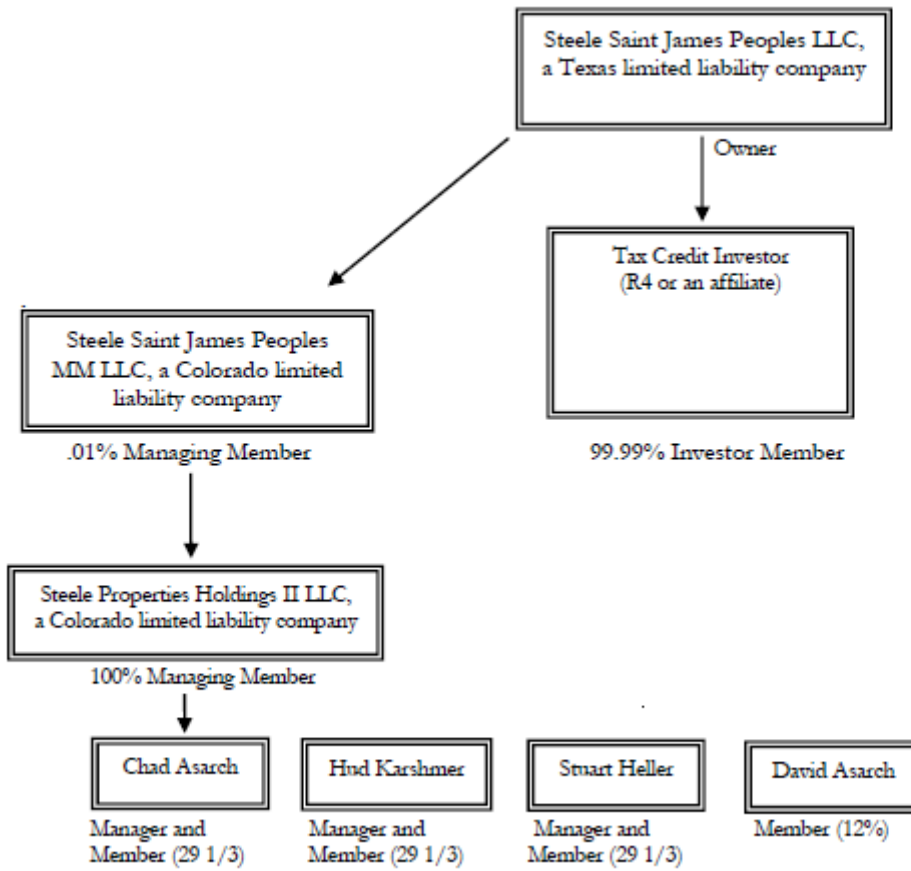 Steele Saint James Peoples LLC,
a Texas limited liability company
Owner
Tax Credit Investor
(R4 or an affiliate)
Steele Saint James Peoples
MM LLC, a Colorado limited
liability company
.01% Managing Member
99.99% Investor Member
Steele Properties Holdings II LLC,
a Colorado limited liability company
100% Managing Member
Chad Asarch
Hud Karshmer
Stuart Heller
David Asarch
Manager and
Member (29 1/3)
Manager and
Member (29 1/3)
Manager and
Member (29 1/3)
Member (12%)